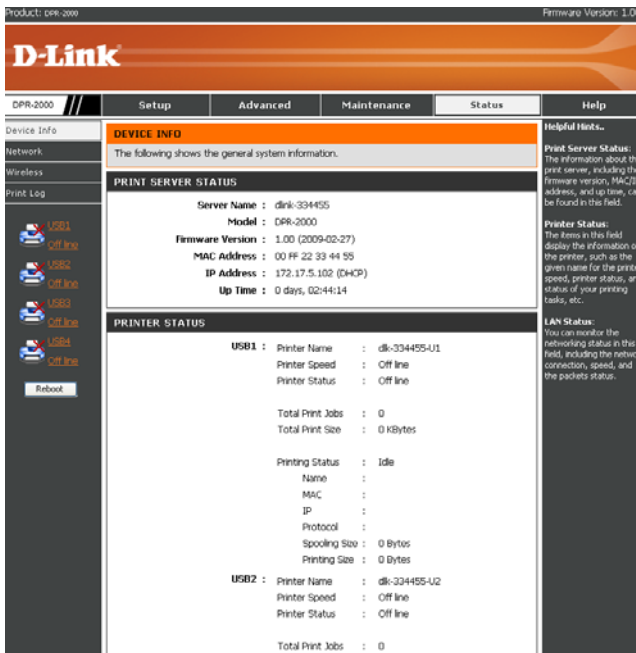 Product: DPR-2000
Firmware Version: 1.0
D-Link
DPR-2000
Setup
Advanced
Maintenance
Status
Help
Device Info
Network
Wireless
Print Log
USB1
Off line
USB2
Off line
USB3
Off line
USB4
Off line
Reboot
DEVICE INFO
The following shows the general system information.
PRINT SERVER STATUS
Server Name : dlink-334455
Model : DPR-2000
Firmware Version : 1.00 (2009-02-27)
MAC Address : 00 FF 22 33 44 55
IP Address : 172.17.5.102 (DHCP)
Up Time : 0 days, 02:44:14
PRINTER STATUS
USB1 : Printer Name : dlk-334455-U1
Printer Speed : Off line
Printer Status : Off line
Total Print Jobs : 0
Total Print Size : 0 KBytes
Printing Status : Idle
Name :
MAC :
IP :
Protocol :
Spooling Size : 0 Bytes
Printing Size : 0 Bytes
USB2 : Printer Name : dlk-334455-U2
Printer Speed : Off line
Printer Status : Off line
Total Print Jobs : 0
Helpful Hints..
Print Server Status:
The information about th
print server, including th
firmware version, MAC/I
address, and up time, ca
be found in this field.
Printer Status:
The items in this field
display the information o
the printer, such as the
given name for the printe
speed, printer status, an
status of your printing
tasks, etc.
LAN Status:
You can monitor the
networking status in this
field, including the netwo
connection, speed, and
the packets status.